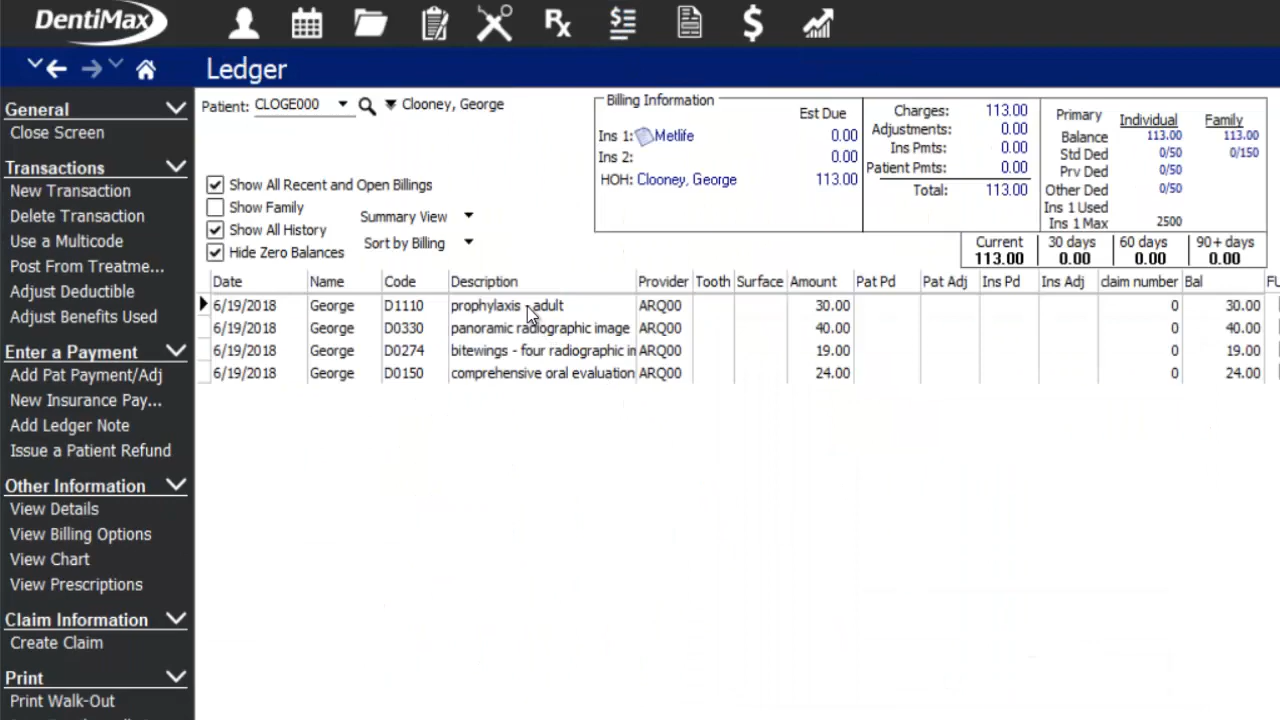 DentiMax
Rx
Ledger
General
Close Screen
Transactions
New Transaction
Delete Transaction
Use a Multicode
Post From Treatme...
Adjust Deductible
Adjust Benefits Used
Enter a Payment
Add Pat Payment/Adj
New Insurance Pay...
Add Ledger Note
Issue a Patient Refund
Other Information
View Details
View Billing Options
View Chart
View Prescriptions
Claim Information
Create Claim
Print
Print Walk-Out
Patient: CLOGE000 Clooney, George
Show All Recent and Open Billings
Show Family
Show All History
Hide Zero Balances
Summary View
Sort by Billing
Billing Information
Est Due
Ins 1: Metlife 0.00
Ins 2: 0.00
HOH: Clooney, George 113.00
Charges: 113.00
Adjustments: 0.00
Ins Pmts: 0.00
Patient Pmts: 0.00
Total: 113.00
Primary Individual Family
Balance 113.00 113.00
Std Ded 0/50 0/150
Prv Ded 0/50
Other Ded 0/50
Ins 1 Used
Ins 1 Max 2500
Current 30 days 60 days 90+ days
113.00 0.00 0.00 0.00
Date Name Code Description Provider Tooth Surface Amount Pat Pd Pat Adj Ins Pd Ins Adj claim number Bal
6/19/2018 George D1110 prophylaxis - adult ARQ00 30.00 0 30.00
6/19/2018 George D0330 panoramic radiographic image ARQ00 40.00 0 40.00
6/19/2018 George D0274 bitewings - four radiographic in ARQ00 19.00 0 19.00
6/19/2018 George D0150 comprehensive oral evaluation ARQ00 24.00 0 24.00